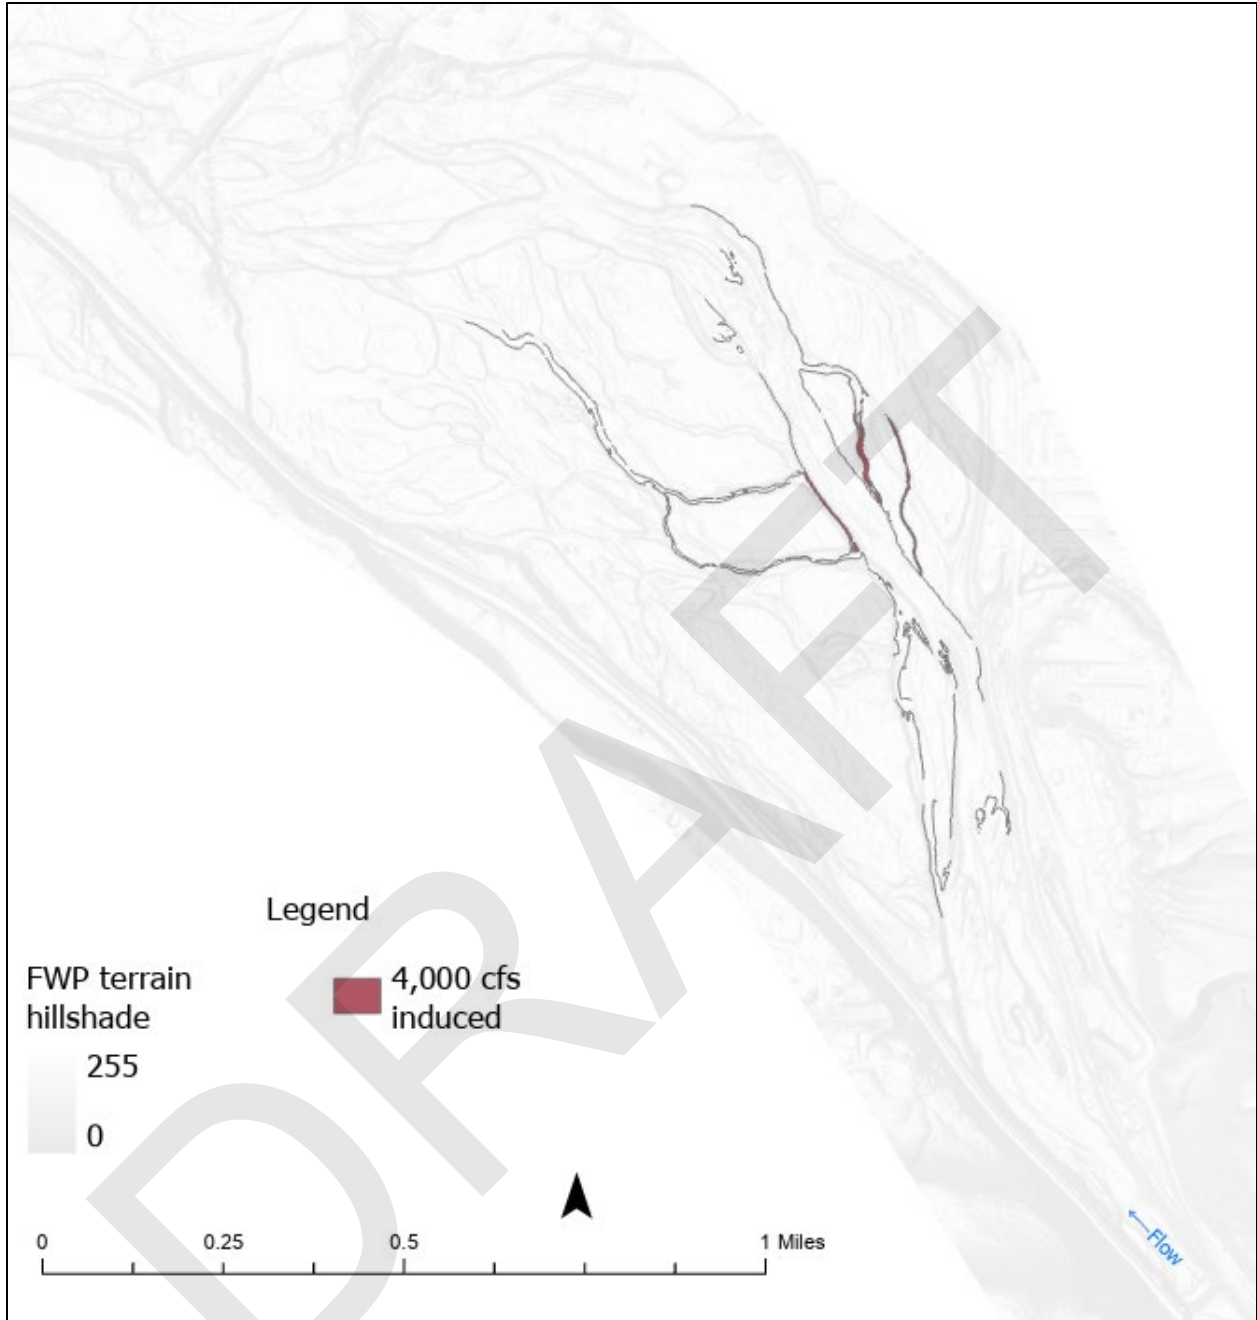 DRAFT
Legend
FWP terrain
hillshade
255
0
4,000 cfs
induced
0 0.25 0.5 1 Miles
Flow